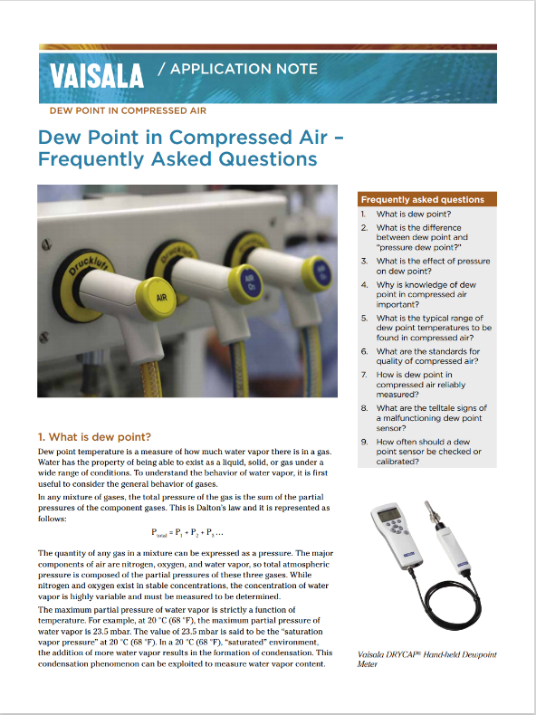 VAISALA / APPLICATION NOTE
DEW POINT IN COMPRESSED AIR
Dew Point in Compressed Air –
Frequently Asked Questions
Druckluft
AIR
Druckluft
AIR
Frequently asked questions
1. What is dew point?
2. What is the difference
between dew point and
"pressure dew point?"
3. What is the effect of pressure
on dew point?
4. Why is knowledge of dew
point in compressed air
important?
5. What is the typical range of
dew point temperatures to be
found in compressed air?
6. What are the standards for
quality of compressed air?
7. How is dew point in
compressed air reliably
measured?
8. What are the telltale signs of
a malfunctioning dew point
sensor?
9. How often should a dew
point sensor be checked or
calibrated?
1. What is dew point?
Dew point temperature is a measure of how much water vapor there is in a gas.
Water has the property of being able to exist as a liquid, solid, or gas under a
wide range of conditions. To understand the behavior of water vapor, it is first
useful to consider the general behavior of gases.
In any mixture of gases, the total pressure of the gas is the sum of the partial
pressures of the component gases. This is Dalton's law and it is represented as
follows:
P total = P1 + P2 + P3 ...
The quantity of any gas in a mixture can be expressed as a pressure. The major
components of air are nitrogen, oxygen, and water vapor, so total atmospheric
pressure is composed of the partial pressures of these three gases. While
nitrogen and oxygen exist in stable concentrations, the concentration of water
vapor is highly variable and must be measured to be determined.
The maximum partial pressure of water vapor is strictly a function of
temperature. For example, at 20 °C (68 °F), the maximum partial pressure of
water vapor is 23.5 mbar. The value of 23.5 mbar is said to be the "saturation
vapor pressure" at 20 °C (68 °F). In a 20 °C (68 °F), "saturated" environment,
the addition of more water vapor results in the formation of condensation. This
condensation phenomenon can be exploited to measure water vapor content.
Vaisala DRYCAP® Hand-held Dewpoint
Meter